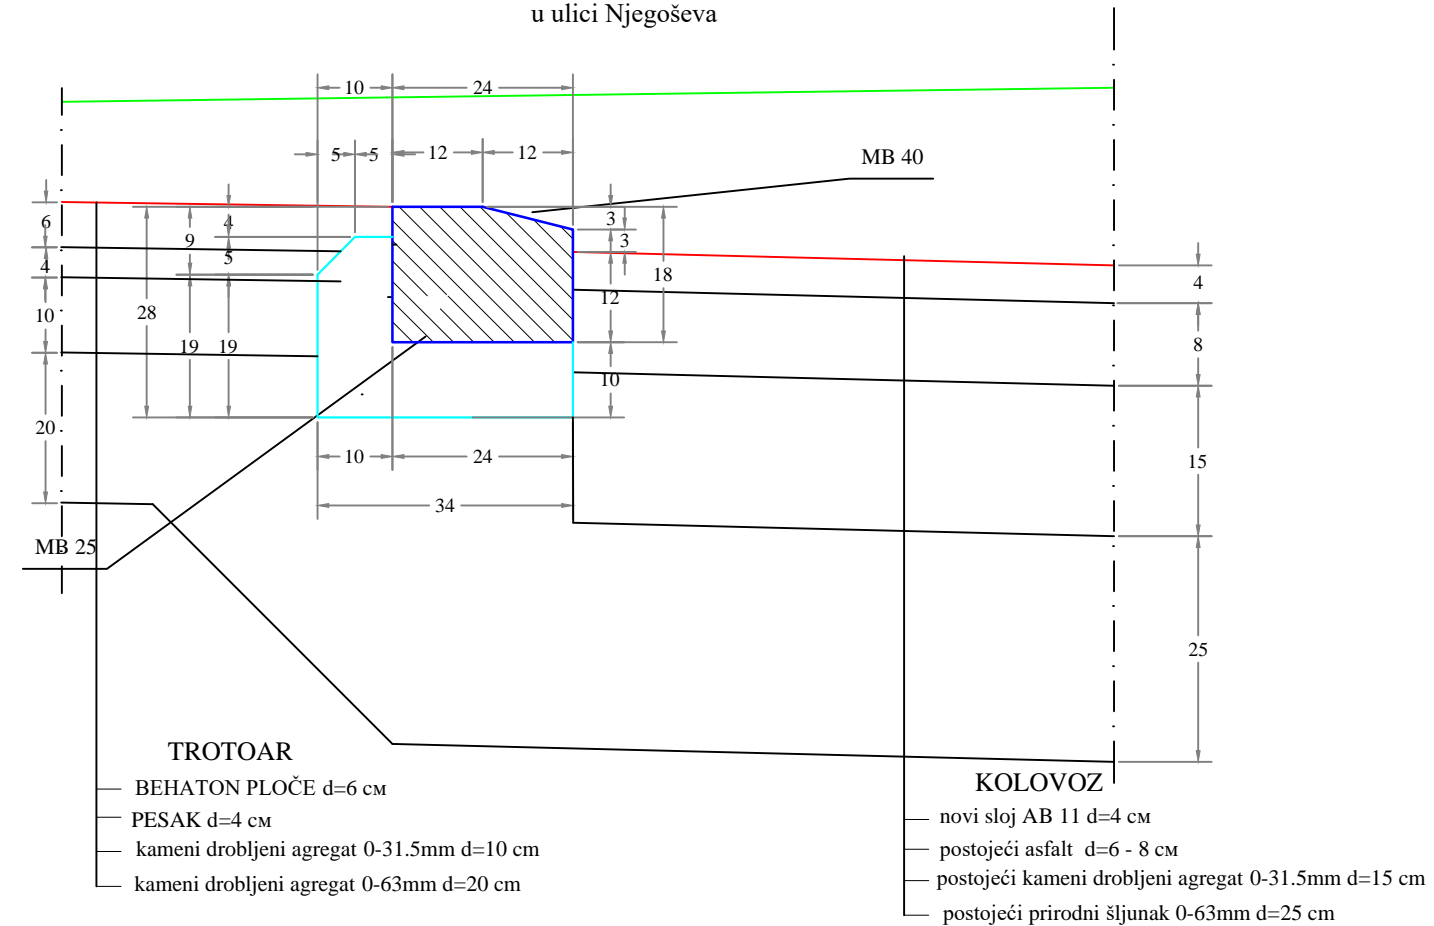 u ulici Njegoševa
10 24
5 5 12 12
MB 40
6 4 3
9 3
4 5 18 4
10 28 12
19 19 8
10
20
10 24 15
34
MB 25
25
TROTOAR
BEHATON PLOČE d=6 см
PESAK d=4 см
kameni drobljeni agregat 0-31.5mm d=10 cm
kameni drobljeni agregat 0-63mm d=20 cm
KOLOVOZ
novi sloj AB 11 d=4 см
postojeći asfalt d=6 - 8 см
postojeći kameni drobljeni agregat 0-31.5mm d=15 cm
postojeći prirodni šljunak 0-63mm d=25 cm